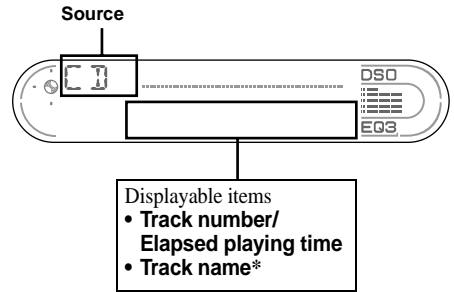 Source
CD
DSO
EQ3
Displayable items
• Track number/
Elapsed playing time
• Track name*